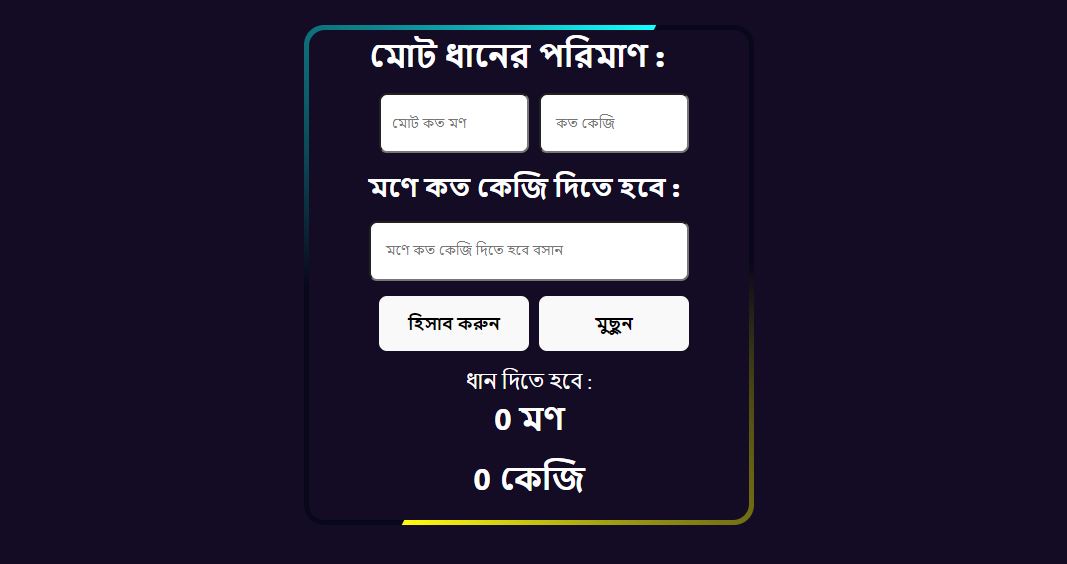 মোট ধানের পরিমাণ :
মোট কত মণ কত কেজি
মণে কত কেজি দিতে হবে :
মণে কত কেজি দিতে হবে বসান
হিসাব করুন মুছুন
ধান দিতে হবে :
0 মণ
0 কেজি